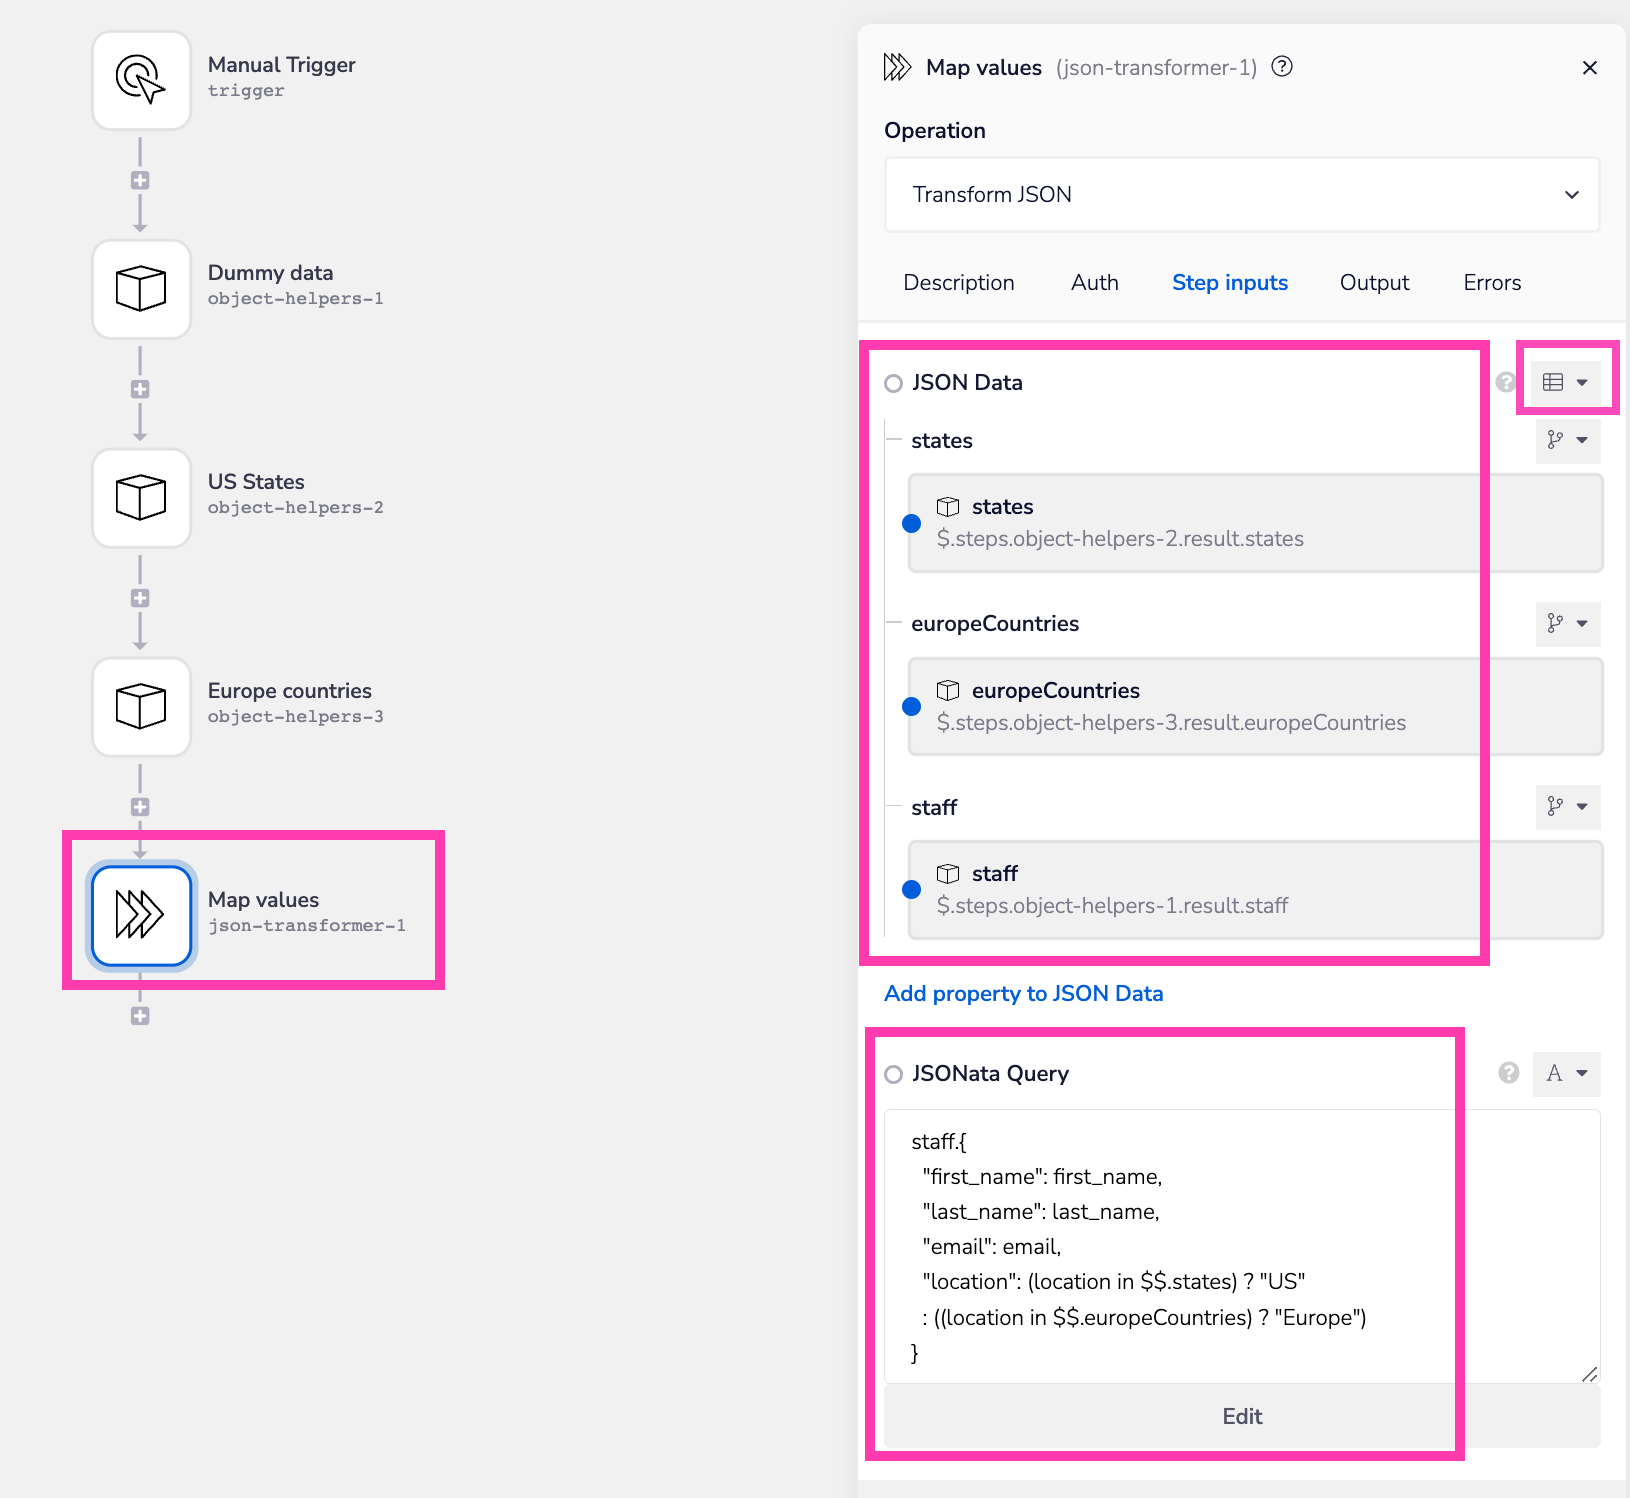 Manual Trigger
trigger
Dummy data
object-helpers-1
US States
object-helpers-2
Europe countries
object-helpers-3
Map values
json-transformer-1
Map values (json-transformer-1) ?
Operation
Transform JSON
Description Auth Step inputs Output Errors
JSON Data ?
states
states
$.steps.object-helpers-2.result.states
europeCountries
europeCountries
$.steps.object-helpers-3.result.europeCountries
staff
staff
$.steps.object-helpers-1.result.staff
Add property to JSON Data
JSONata Query ? A
staff.{
"first_name": first_name,
"last_name": last_name,
"email": email,
"location": (location in $$.states) ? "US"
: ((location in $$.europeCountries) ? "Europe")
}
Edit